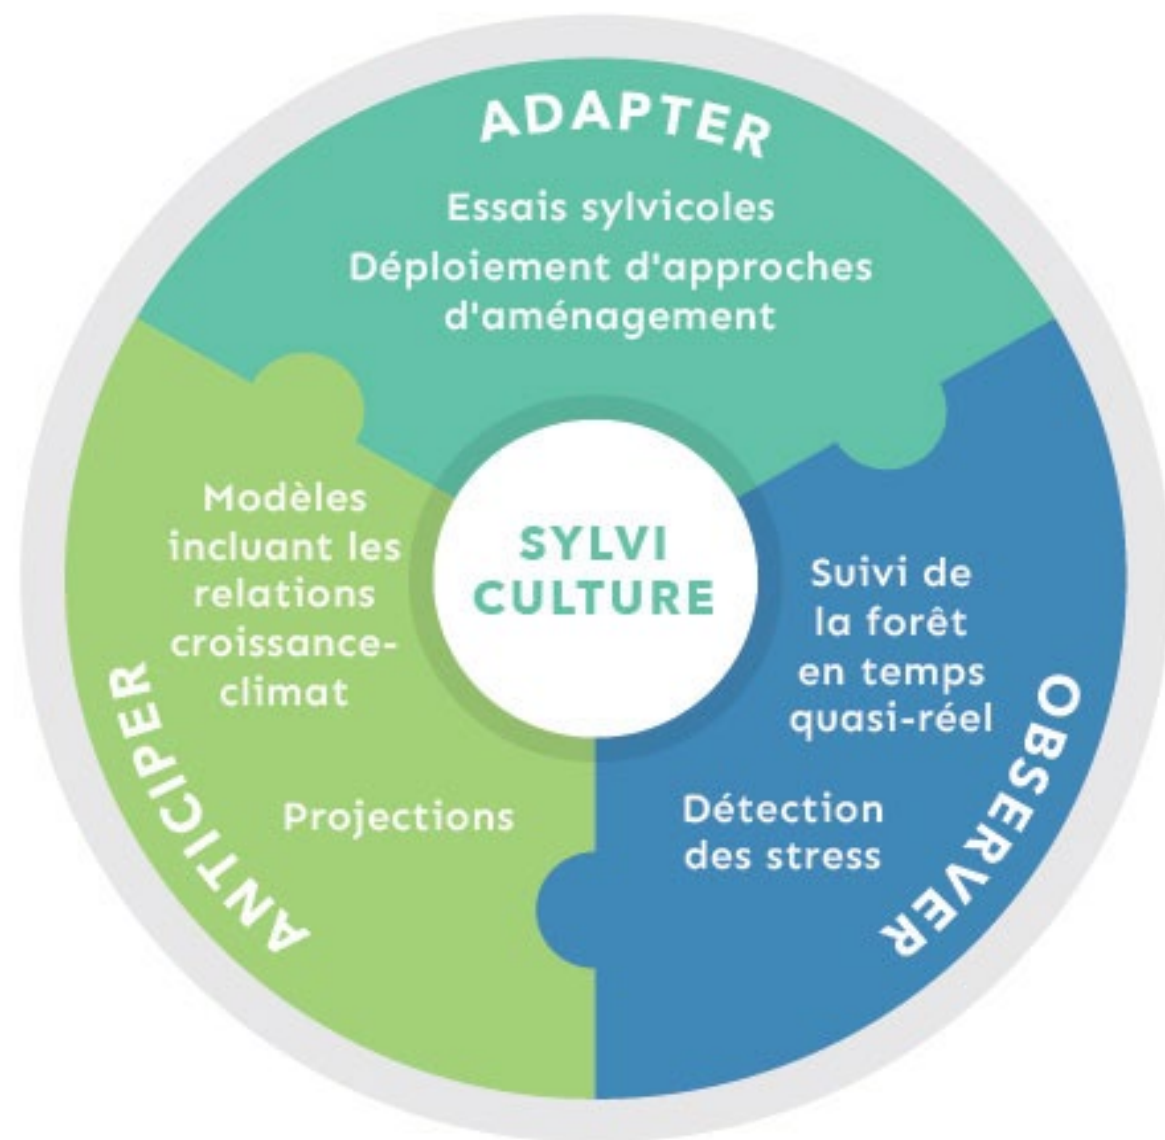 ADAPTER
Essais sylvicoles
Déploiement d'approches
d'aménagement
Modèles
incluant les
relations
croissance-
climat
Projections
ANTICIPER
SYLVI
CULTURE
Suivi de
la forêt
en temps
quasi-réel
Détection
des stress
OBSERVER